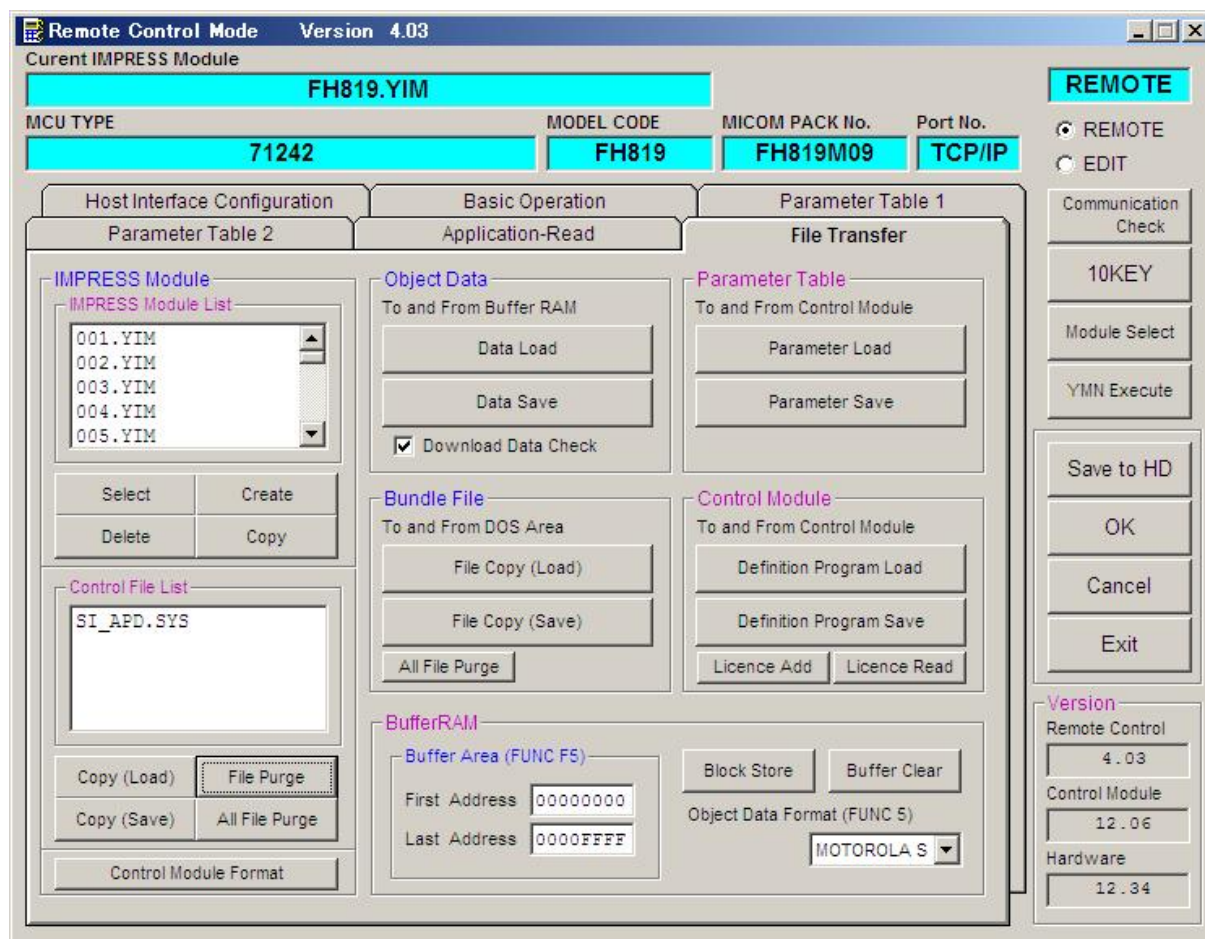 Remote Control Mode Version 4.03
Curent IMPRESS Module
FH819.YIM
REMOTE
MCU TYPE MODEL CODE MICOM PACK No. Port No.
71242 FH819 FH819M09 TCP/IP
REMOTE
EDIT
Host Interface Configuration Basic Operation Parameter Table 1
Parameter Table 2 Application-Read File Transfer
Communication
Check
10KEY
Module Select
YMN Execute
Save to HD
OK
Cancel
Exit
IMPRESS Module
IMPRESS Module List
001.YIM
002.YIM
003.YIM
004.YIM
005.YIM
Select Create
Delete Copy
Control File List
SI_APD.SYS
Copy (Load) File Purge
Copy (Save) All File Purge
Control Module Format
Object Data
To and From Buffer RAM
Data Load
Data Save
Download Data Check
Parameter Table
To and From Control Module
Parameter Load
Parameter Save
Bundle File
To and From DOS Area
File Copy (Load)
File Copy (Save)
All File Purge
Control Module
To and From Control Module
Definition Program Load
Definition Program Save
Licence Add Licence Read
BufferRAM
Buffer Area (FUNC F5)
First Address 00000000
Last Address 0000FFFF
Block Store Buffer Clear
Object Data Format (FUNC 5)
MOTOROLA S
Version
Remote Control
4.03
Control Module
12.06
Hardware
12.34